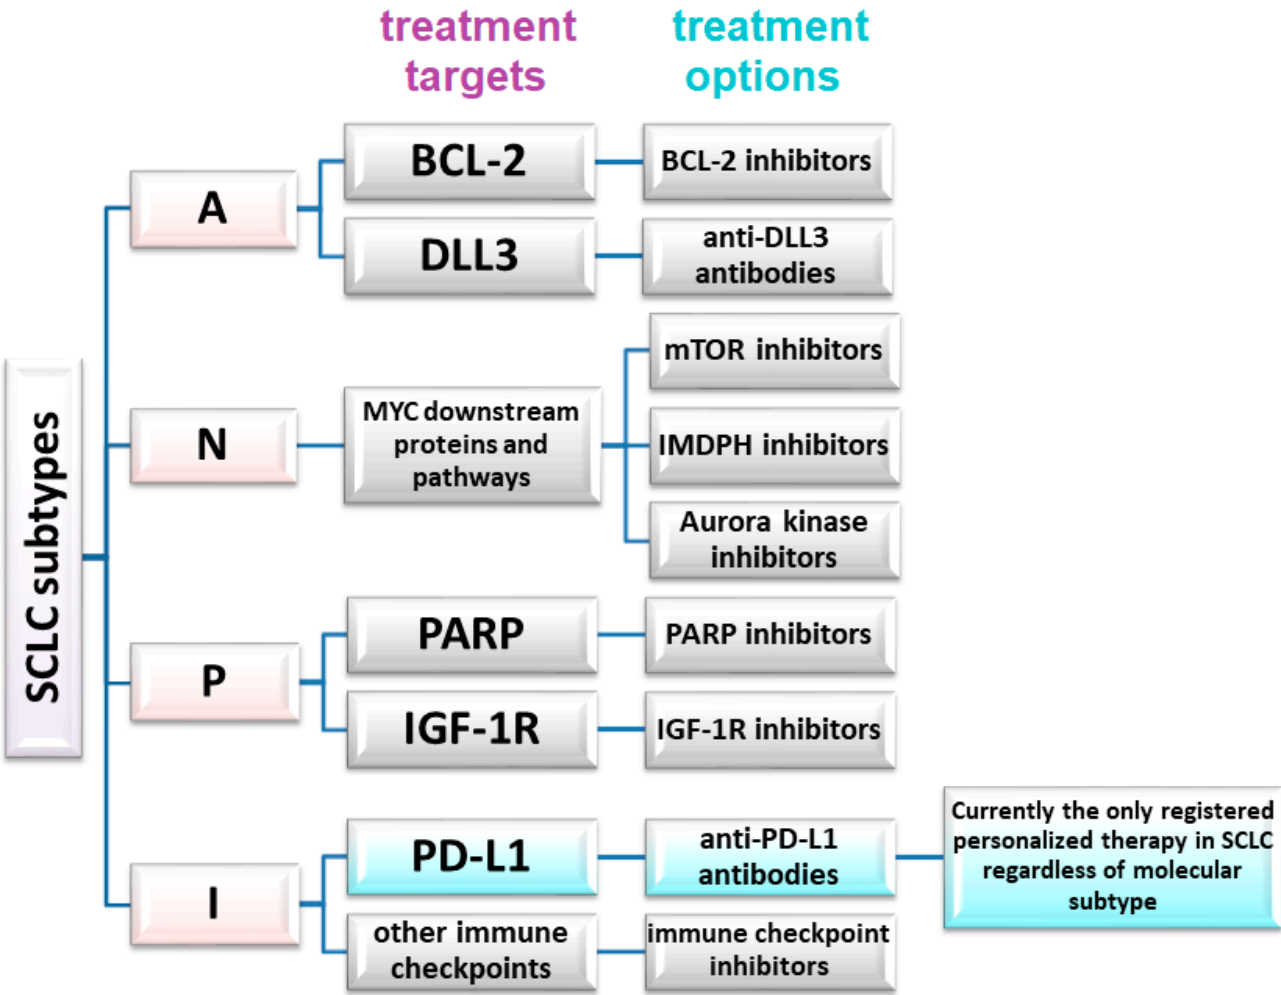 treatment
targets
treatment
options
SCLC subtypes
A
BCL-2
BCL-2 inhibitors
DLL3
anti-DLL3
antibodies
N
MYC downstream
proteins and
pathways
mTOR inhibitors
IMDPH inhibitors
Aurora kinase
inhibitors
P
PARP
PARP inhibitors
IGF-1R
IGF-1R inhibitors
I
PD-L1
anti-PD-L1
antibodies
Currently the only registered
personalized therapy in SCLC
regardless of molecular
subtype
other immune
checkpoints
immune checkpoint
inhibitors